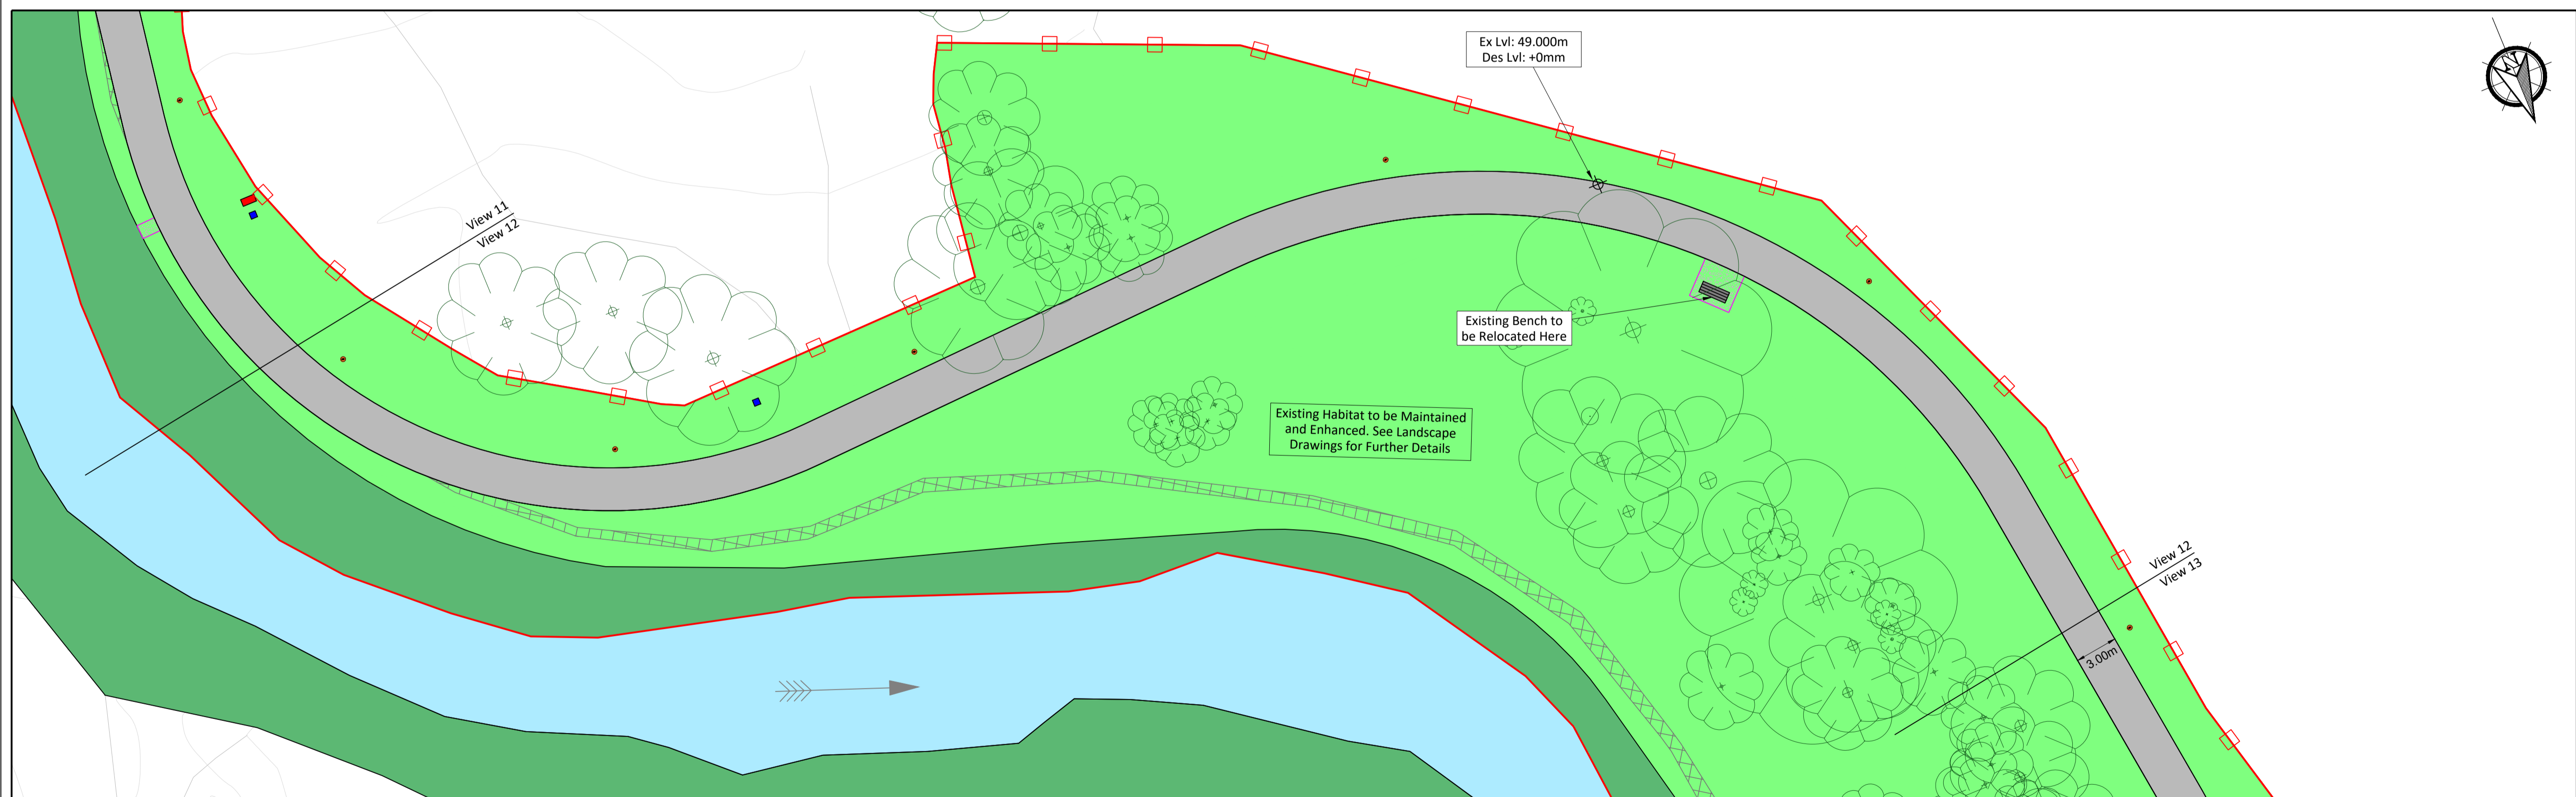 Ex Lvl: 49.000m
Des Lvl: +0mm
N
View 11
View 12
Existing Bench to
be Relocated Here
Existing Habitat to be Maintained
and Enhanced. See Landscape
Drawings for Further Details
View 12
View 13
3.00m